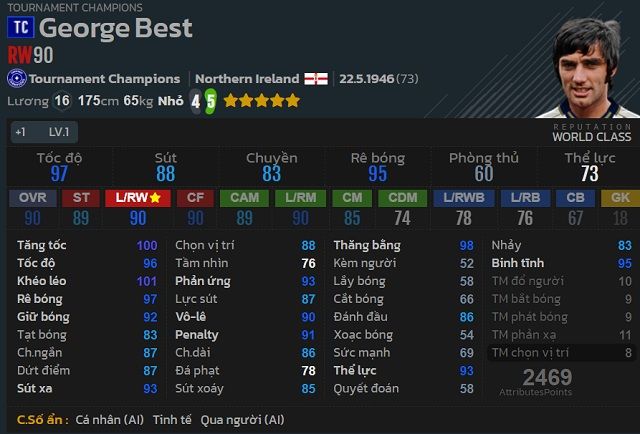 TOURNAMENT CHAMPIONS
TC George Best
RW90
Tournament Champions Northern Ireland 22.5.1946 (73)
Lương 16 175cm 65kg Nhỏ 4 5
REPUTATION
+1 LV.1 WORLD CLASS
Tốc độ Sút Chuyền Rê bóng Phòng thủ Thể lực
97 88 83 95 60 73
OVR ST L/RW CF CAM L/RM CM CDM L/RWB L/RB CB GK
90 89 90 90 89 90 85 74 78 76 67 18
Tăng tốc 100 Chọn vị trí 88 Thăng bằng 98 Nhảy 83
Tốc độ 96 Tầm nhìn 76 Kèm người 52 Bình tĩnh 95
Khéo léo 101 Phản ứng 93 Lấy bóng 58 TM đổ người 10
Rê bóng 97 Lực sút 87 Cắt bóng 66 TM bắt bóng 9
Giữ bóng 92 Vô-lê 90 Đánh đầu 86 TM phát bóng 9
Tạt bóng 83 Penalty 91 Xoạc bóng 54 TM phản xạ 11
Ch.ngắn 87 Ch.dài 86 Sức mạnh 69 TM chọn vị trí 8
Dứt điểm 87 Đá phạt 78 Thể lực 93 2469
Sút xa 93 Sút xoáy 85 Quyết đoán 58 AttributesPoints
C.Số ẩn : Cá nhân (AI) Tinh tế Qua người (AI)